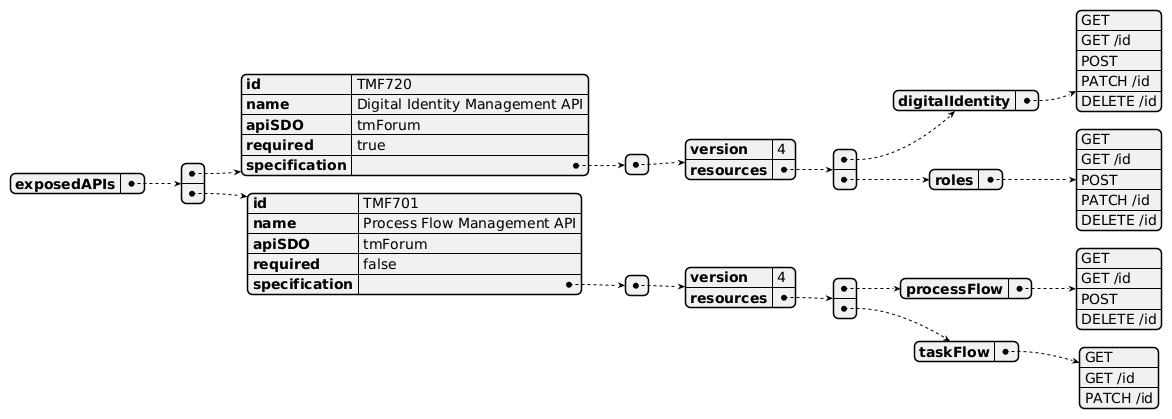 exposedAPIs
id TMF720
name Digital Identity Management API
apiSDO tmForum
required true
specification
version 4
resources
digitalIdentity
GET
GET /id
POST
PATCH /id
DELETE /id
roles
GET
GET /id
POST
PATCH /id
DELETE /id
id TMF701
name Process Flow Management API
apiSDO tmForum
required false
specification
version 4
resources
processFlow
GET
GET /id
POST
DELETE /id
taskFlow
GET
GET /id
PATCH /id